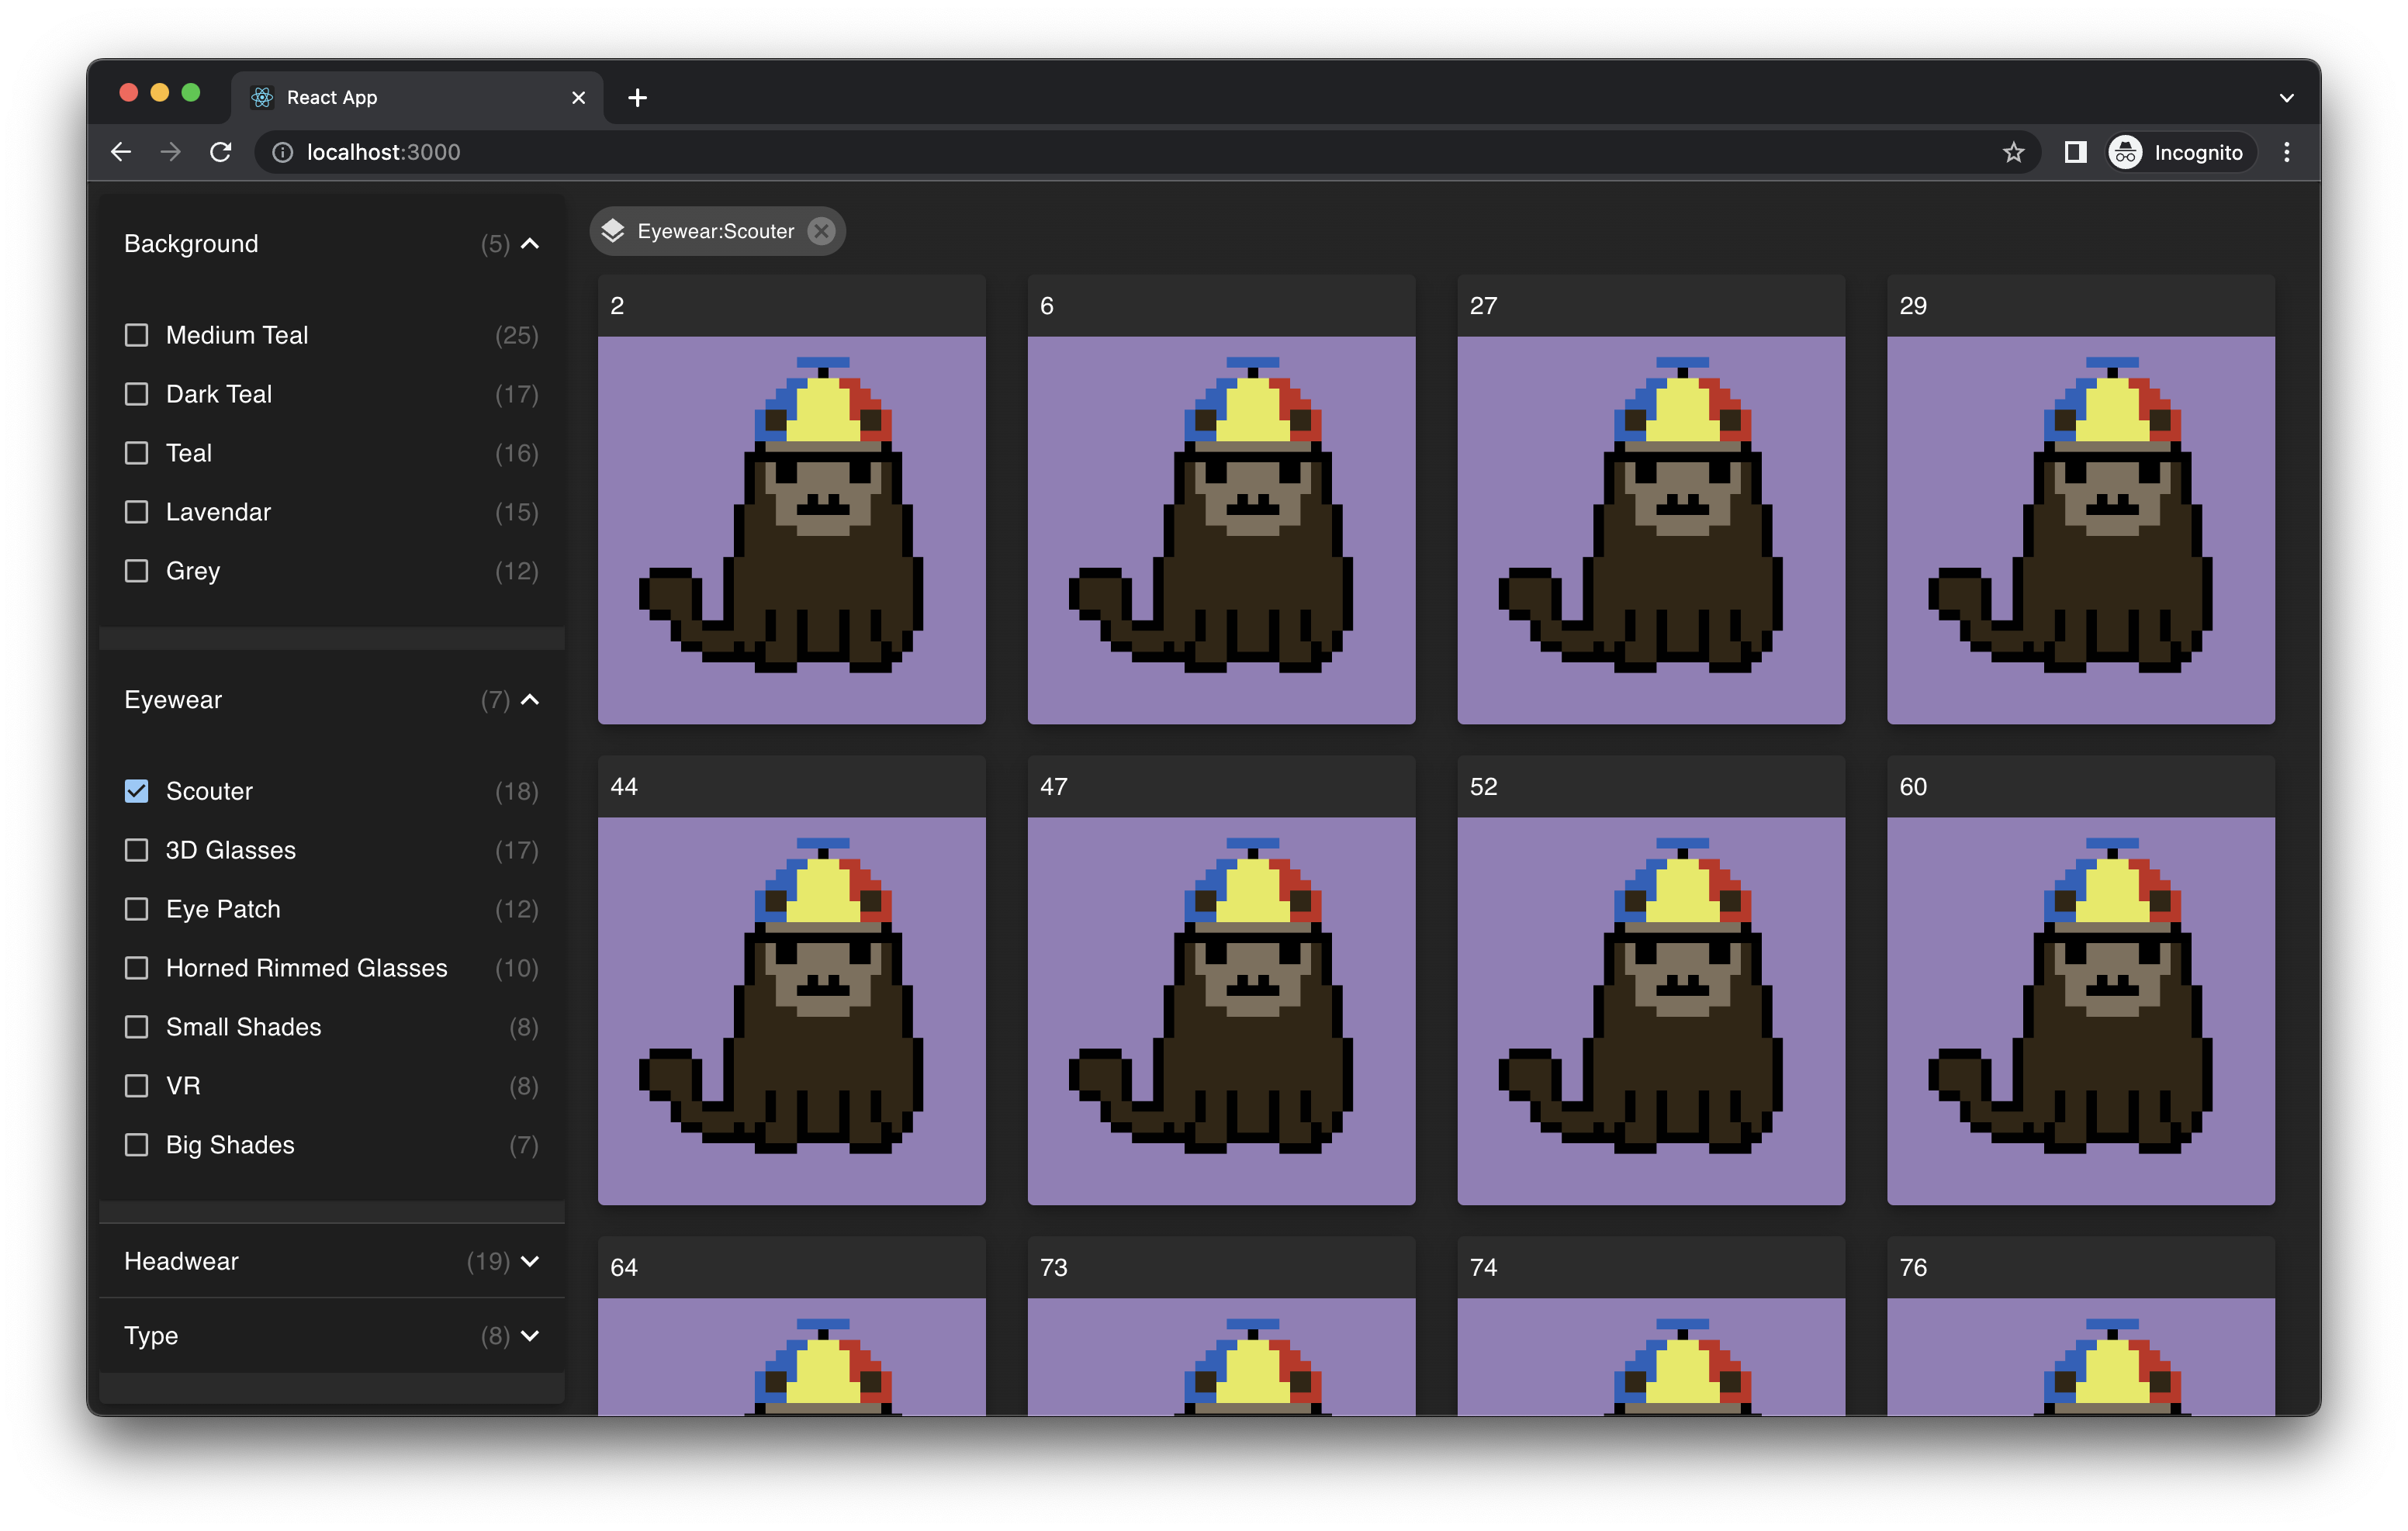 React App
localhost:3000
Incognito
Background (5)
Medium Teal (25)
Dark Teal (17)
Teal (16)
Lavendar (15)
Grey (12)
Eyewear (7)
Scouter (18)
3D Glasses (17)
Eye Patch (12)
Horned Rimmed Glasses (10)
Small Shades (8)
VR (8)
Big Shades (7)
Headwear (19)
Type (8)
Eyewear:Scouter
2
6
27
29
44
47
52
60
64
73
74
76